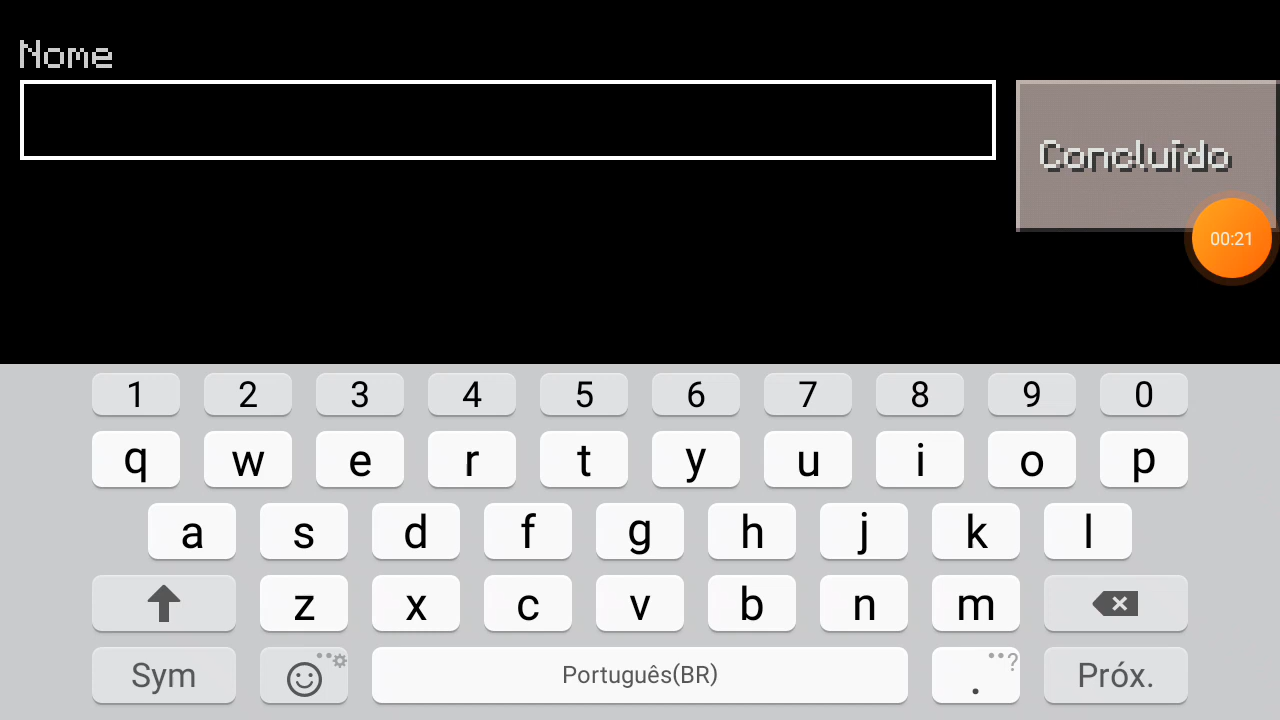 Nome
Concluído
00:21
1 2 3 4 5 6 7 8 9 0
q w e r t y u i o p
a s d f g h j k l
z x c v b n m
Sym Português(BR) . ? Próx.